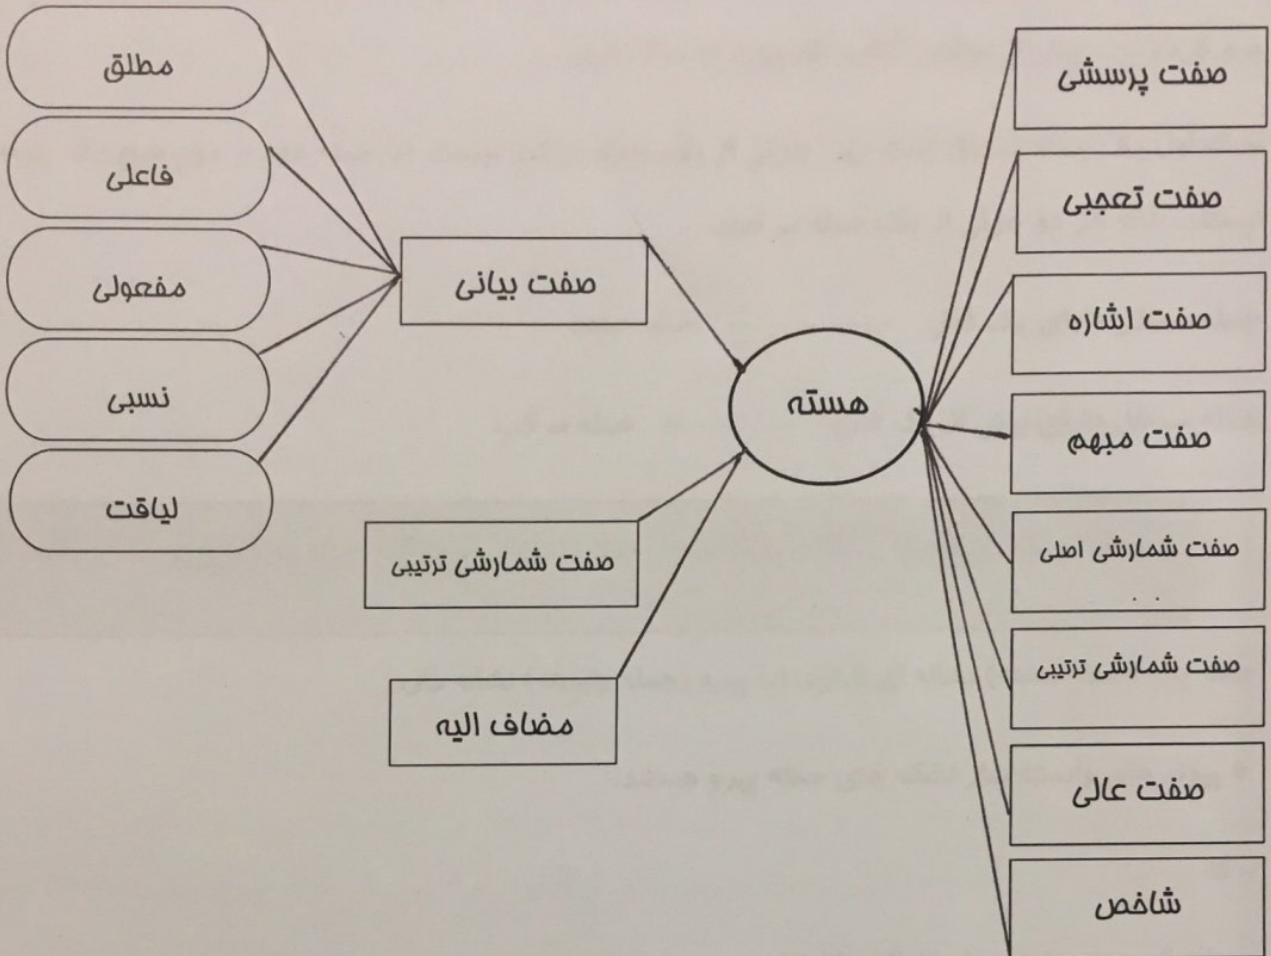 صفت پرسشی
صفت تعجبی
صفت اشاره
صفت مبهم
صفت شمارشی اصلی
صفت شمارشی ترتیبی
صفت عالی
شاخص
هسته
صفت بیانی
صفت شمارشی ترتیبی
مضاف الیه
مطلق
فاعلی
مفعولی
نسبی
لیاقت